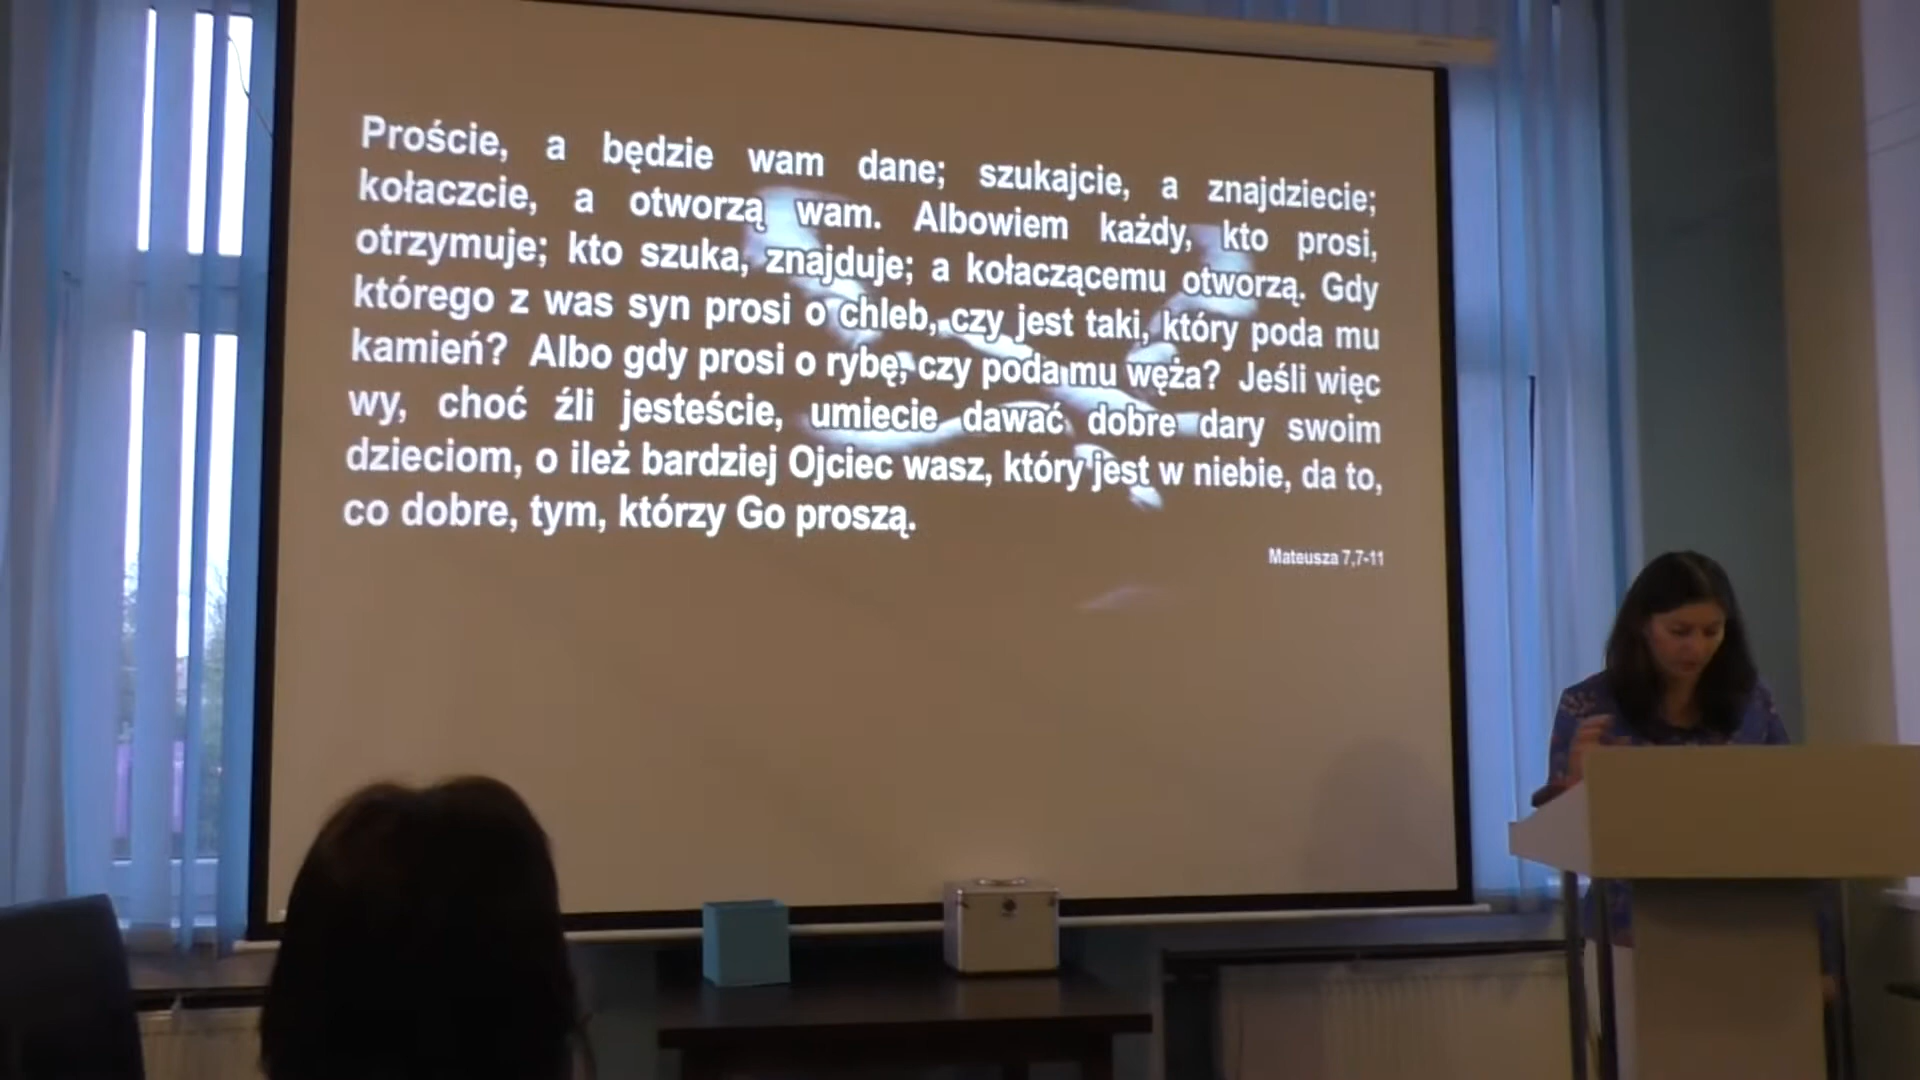 Proście, a będzie wam dane; szukajcie, a znajdziecie;
kołaczcie, a otworzą wam. Albowiem każdy, kto prosi,
otrzymuje; kto szuka, znajduje; a kołaczącemu otworzą. Gdy
którego z was syn prosi o chleb, czy jest taki, który poda mu
kamień? Albo gdy prosi o rybę, czy poda mu węża? Jeśli więc
wy, choć źli jesteście, umiecie dawać dobre dary swoim
dzieciom, o ileż bardziej Ojciec wasz, który jest w niebie, da to,
co dobre, tym, którzy Go proszą.
Mateusza 7,7-11